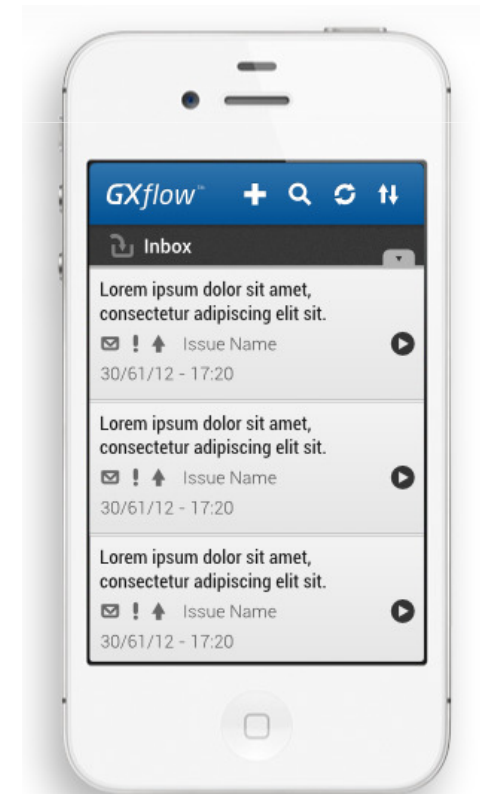 GXflow™
Inbox
Lorem ipsum dolor sit amet,
consectetur adipiscing elit sit.
Issue Name
30/61/12 - 17:20
Lorem ipsum dolor sit amet,
consectetur adipiscing elit sit.
Issue Name
30/61/12 - 17:20
Lorem ipsum dolor sit amet,
consectetur adipiscing elit sit.
Issue Name
30/61/12 - 17:20